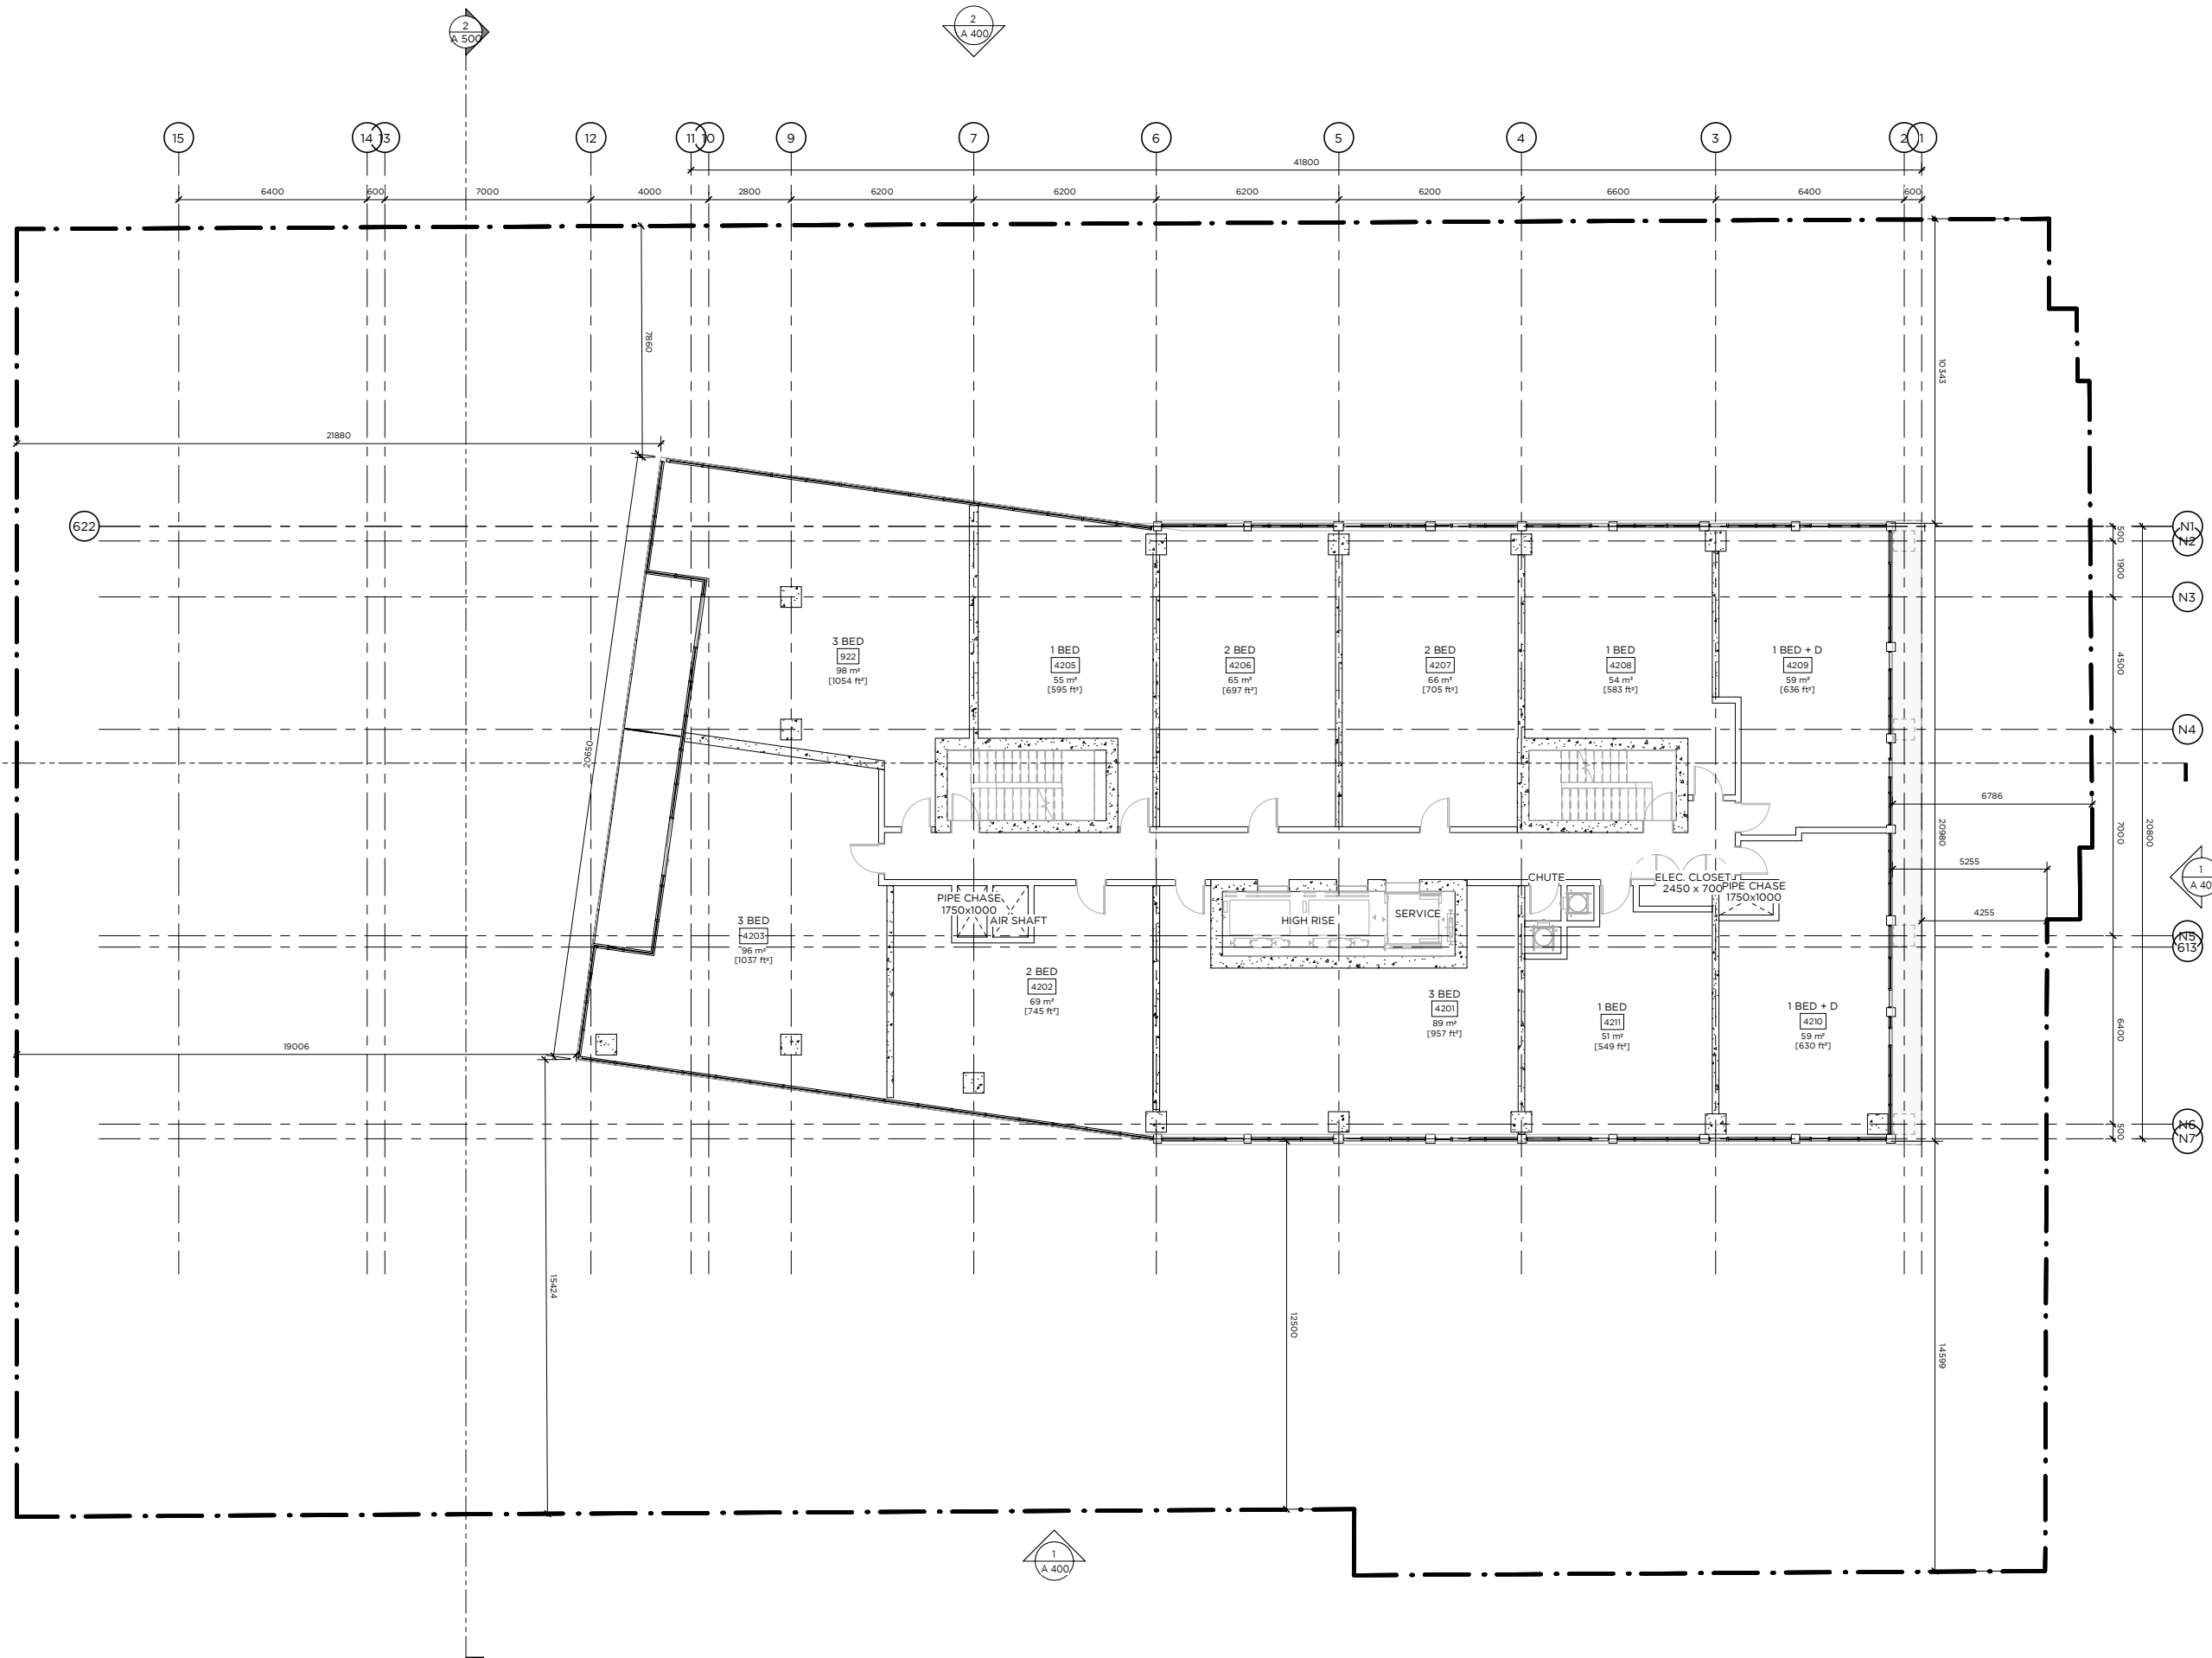 2
A 500
2
A 400
15
14
13
12
11
10
9
7
6
5
4
3
2
1
41800
6400
600
7000
4000
2800
6200
6200
6200
6200
6600
6400
600
7860
10343
21880
622
N1
N2
500
1900
N3
3 BED
922
98 m²
[1054 ft²]
1 BED
4205
55 m²
[595 ft²]
2 BED
4206
65 m²
[697 ft²]
2 BED
4207
66 m²
[705 ft²]
1 BED
4208
54 m²
[583 ft²]
1 BED + D
4209
59 m²
[636 ft²]
4500
N4
20650
6786
20980
7000
20800
5255
1
A 40
CHUTE
ELEC. CLOSET
2450 x 700
PIPE CHASE
1750x1000
PIPE CHASE
1750x1000
AIR SHAFT
HIGH RISE
SERVICE
4255
N5
613
3 BED
4203
96 m²
[1037 ft²]
2 BED
4202
69 m²
[745 ft²]
3 BED
4201
89 m²
[957 ft²]
1 BED
4211
51 m²
[549 ft²]
1 BED + D
4210
59 m²
[630 ft²]
6400
19006
N6
N7
500
15424
12500
14599
1
A 400